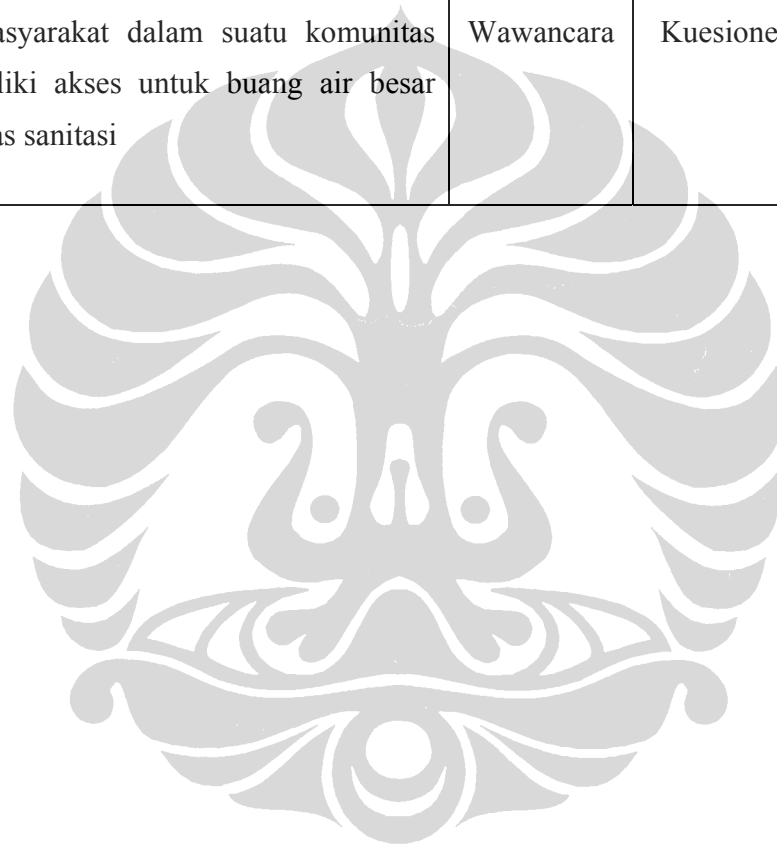 asyarakat dalam suatu komunitas Wawancara Kuesione
liki akses untuk buang air besar
as sanitasi